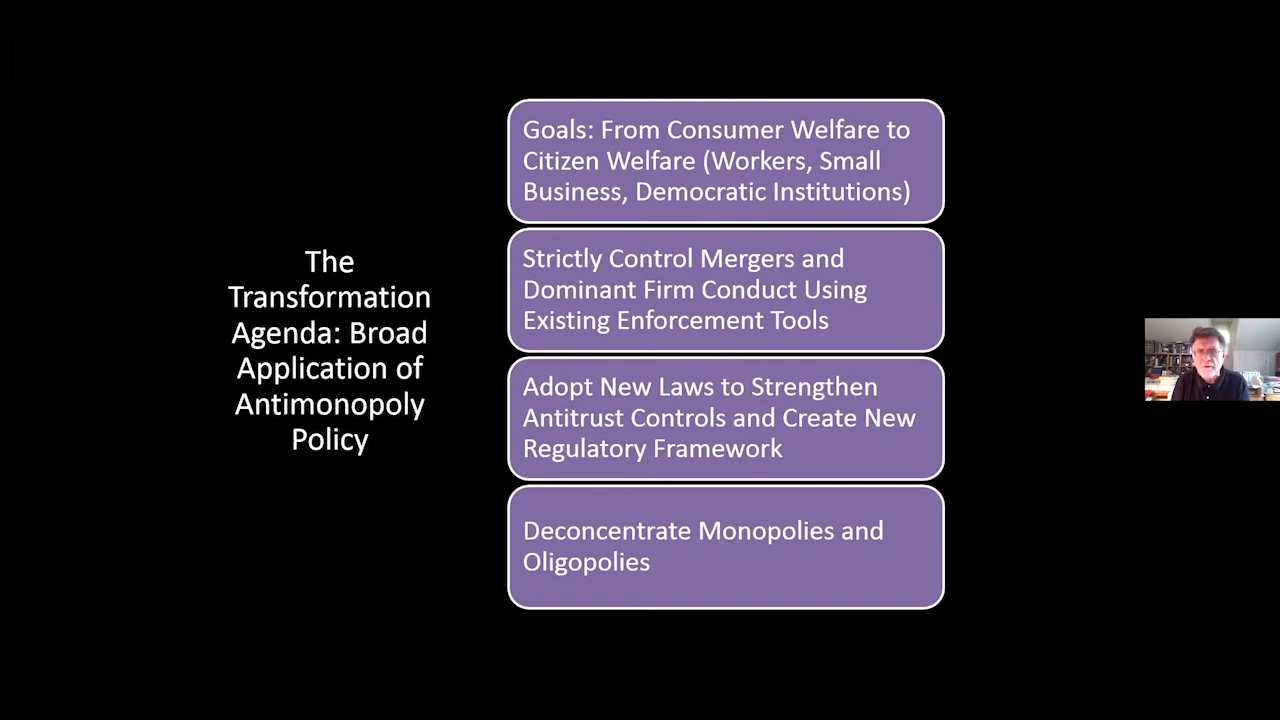 The
Transformation
Agenda: Broad
Application of
Antimonopoly
Policy
Goals: From Consumer Welfare to
Citizen Welfare (Workers, Small
Business, Democratic Institutions)
Strictly Control Mergers and
Dominant Firm Conduct Using
Existing Enforcement Tools
Adopt New Laws to Strengthen
Antitrust Controls and Create New
Regulatory Framework
Deconcentrate Monopolies and
Oligopolies